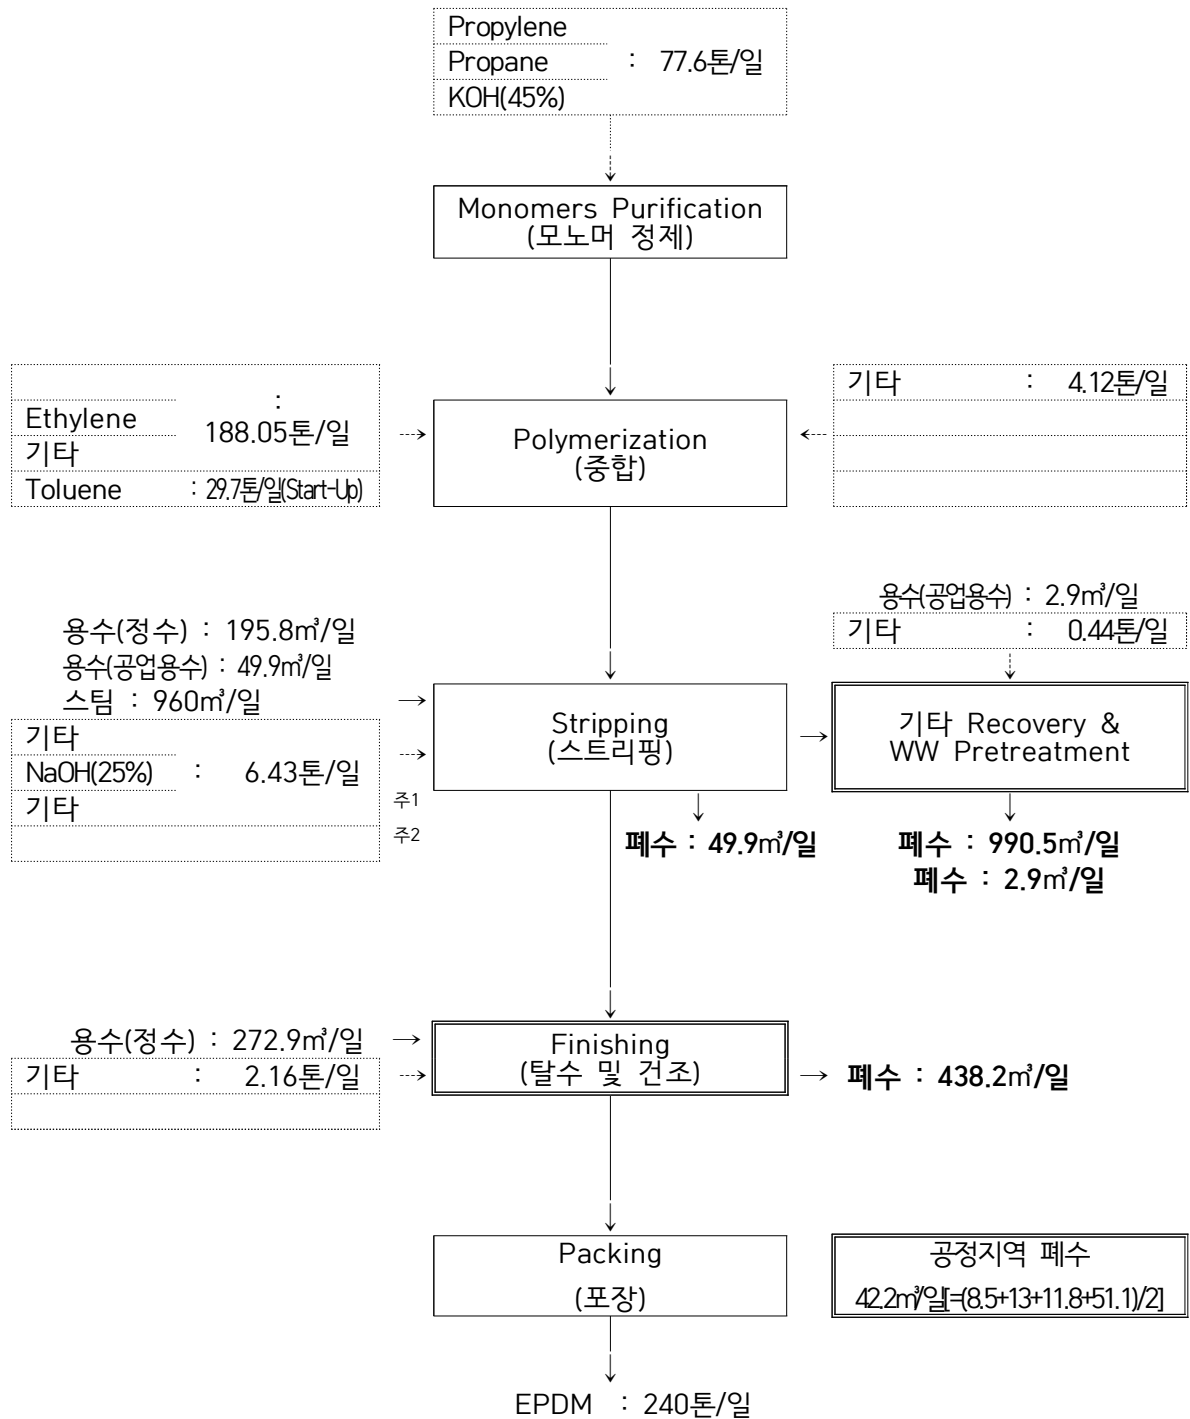 Propylene
Propane : 77.6톤/일
KOH(45%)
Monomers Purification
(모노머 정제)
:
Ethylene
188.05톤/일
기타
Toluene : 29.7톤/일(Start-Up)
Polymerization
(중합)
기타 : 4.12톤/일
용수(정수) : 195.8㎥/일
용수(공업용수) : 49.9㎥/일
스팀 : 960㎥/일
기타
NaOH(25%) : 6.43톤/일
기타
주1
주2
Stripping
(스트리핑)
폐수 : 49.9㎥/일
용수(공업용수) : 2.9㎥/일
기타 : 0.44톤/일
기타 Recovery &
WW Pretreatment
폐수 : 990.5㎥/일
폐수 : 2.9㎥/일
용수(정수) : 272.9㎥/일
기타 : 2.16톤/일
Finishing
(탈수 및 건조)
폐수 : 438.2㎥/일
Packing
(포장)
공정지역 폐수
42.2㎥/일[=(8.5+13+11.8+51.1)/2]
EPDM : 240톤/일